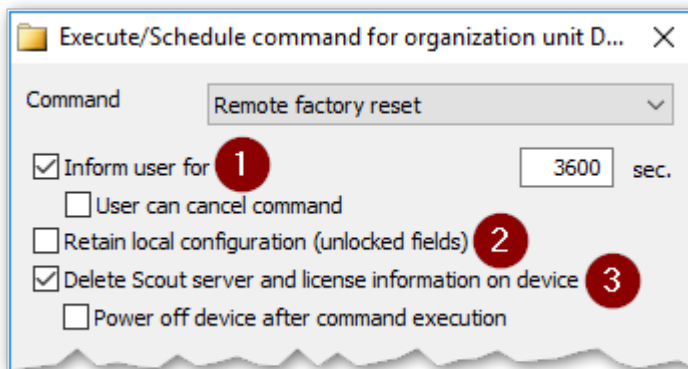 Execute/Schedule command for organization unit D...
Command Remote factory reset
Inform user for 1 3600 sec.
User can cancel command
Retain local configuration (unlocked fields) 2
Delete Scout server and license information on device 3
Power off device after command execution